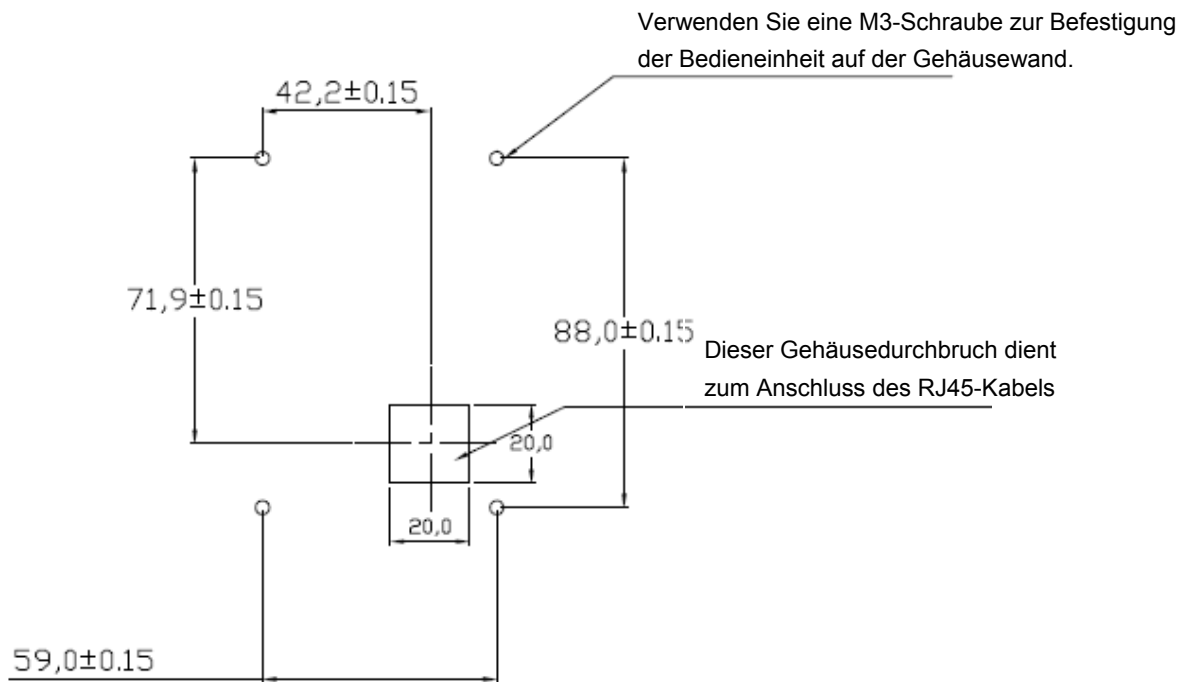 Verwenden Sie eine M3-Schraube zur Befestigung
der Bedieneinheit auf der Gehäusewand.
42,2±0.15
71,9±0.15
88,0±0.15
Dieser Gehäusedurchbruch dient
zum Anschluss des RJ45-Kabels
20,0
20,0
59,0±0.15